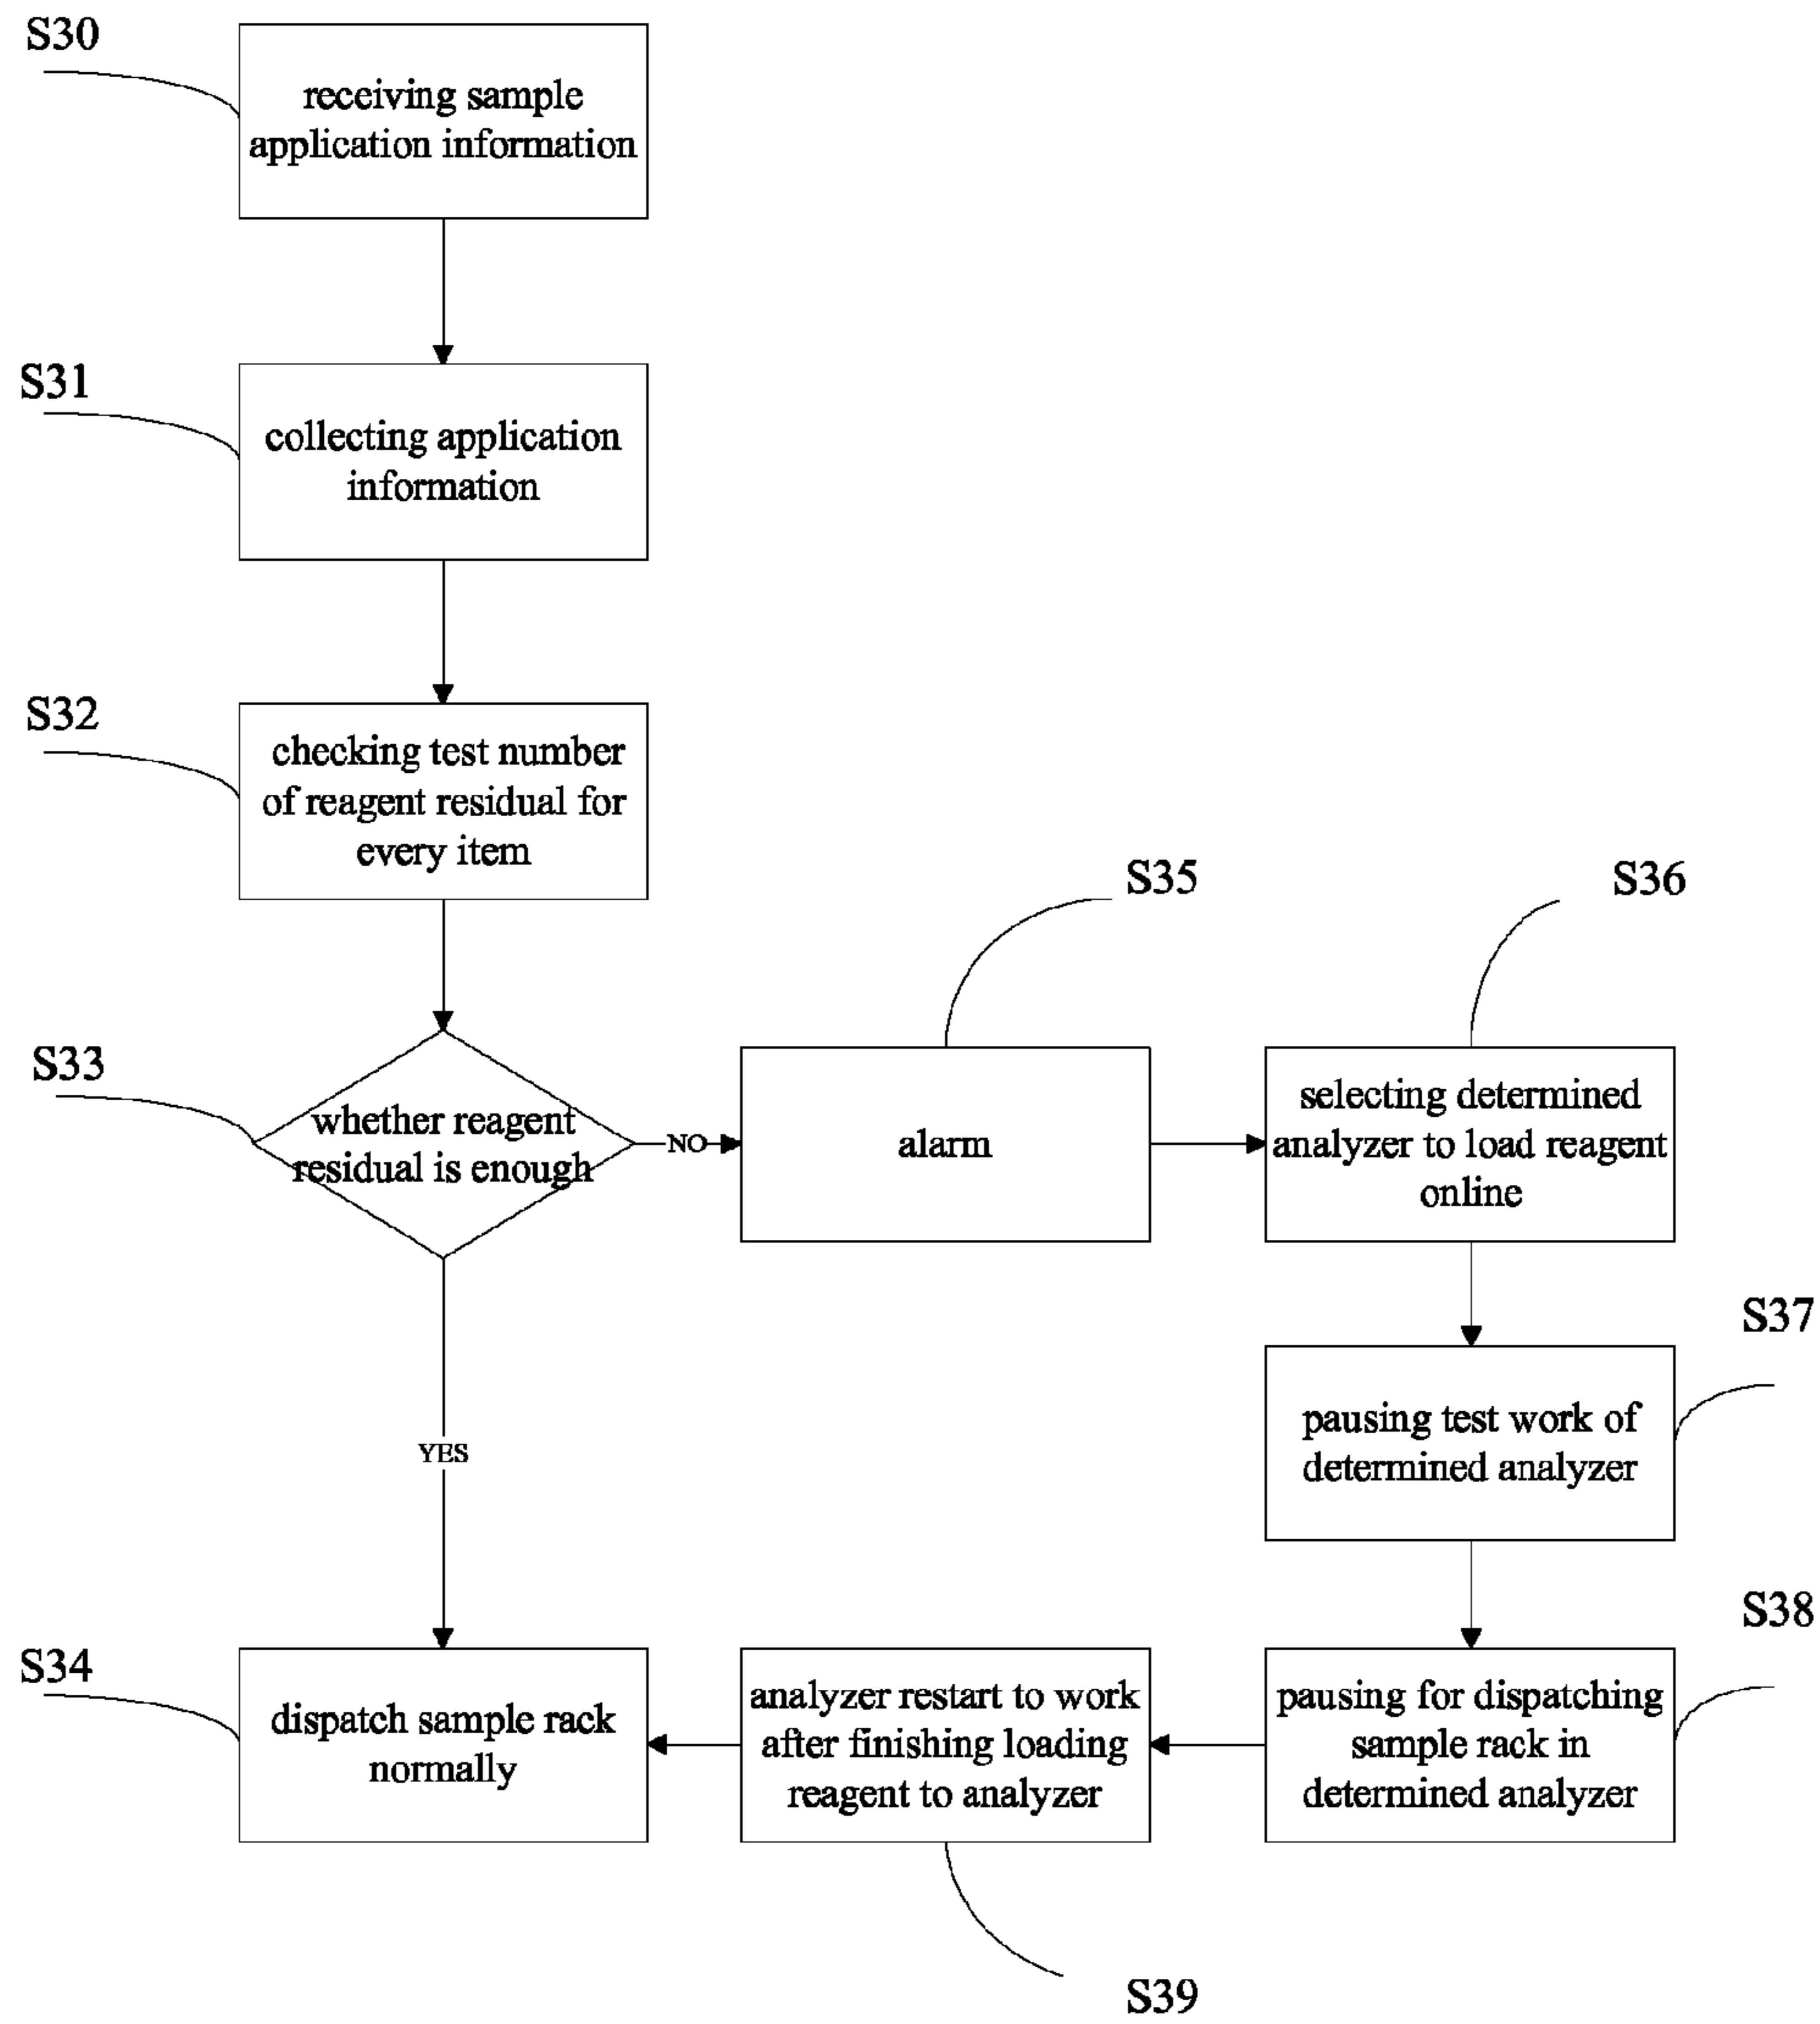 S30
receiving sample
application information
S31
collecting application
information
S32
checking test number
of reagent residual for
every item
S33
whether reagent
residual is enough
NO
S35
alarm
S36
selecting determined
analyzer to load reagent
online
S37
pausing test work of
determined analyzer
YES
S38
pausing for dispatching
sample rack in
determined analyzer
S39
analyzer restart to work
after finishing loading
reagent to analyzer
S34
dispatch sample rack
normally